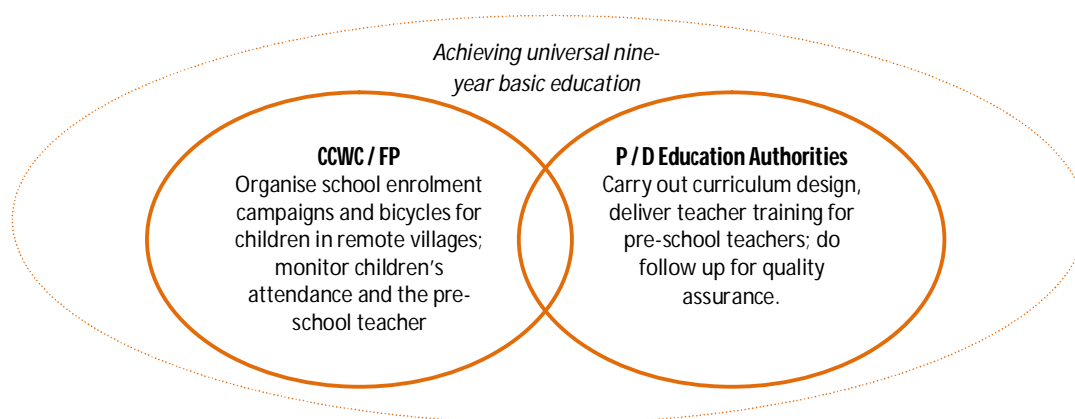 Achieving universal nine-
year basic education
CCWC / FP
Organise school enrolment
campaigns and bicycles for
children in remote villages;
monitor children's
attendance and the pre-
school teacher
P / D Education Authorities
Carry out curriculum design,
deliver teacher training for
pre-school teachers; do
follow up for quality
assurance.